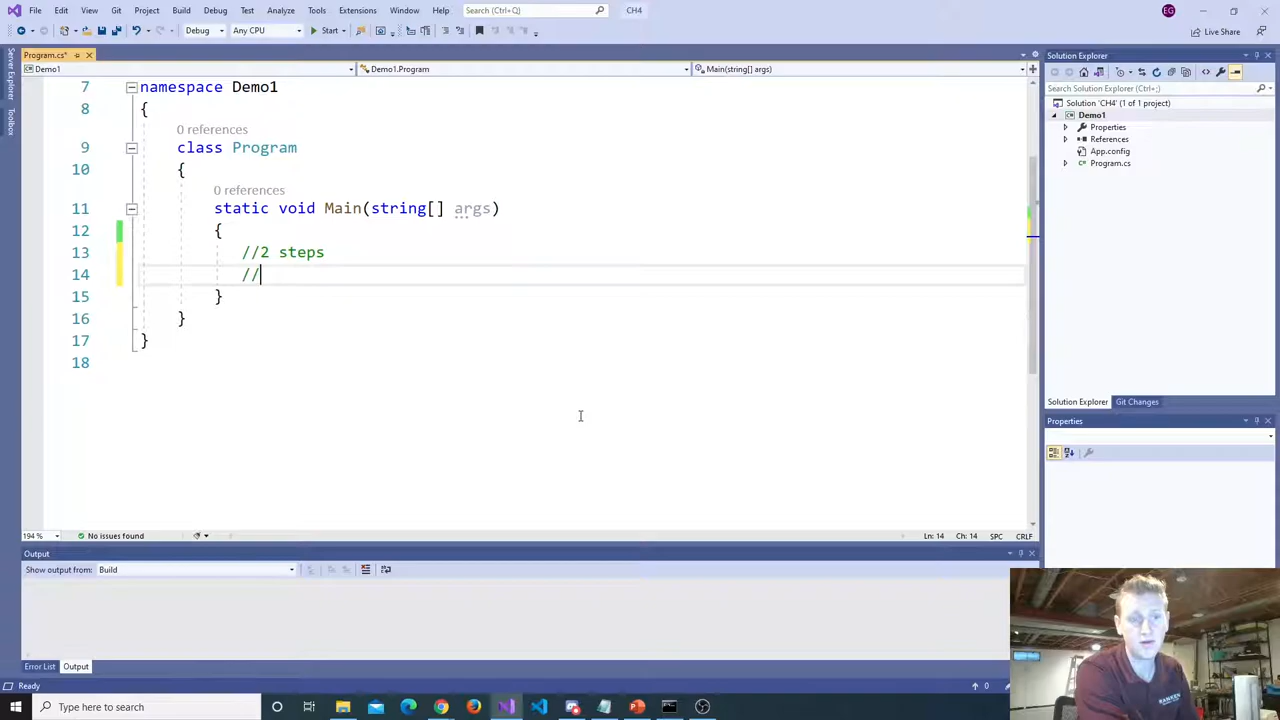 File Edit View Git Project Build Debug Test Analyze Tools Extensions Window Help Search (Ctrl+Q) CH4 EG
Debug Any CPU Start Live Share
Program.cs*
Demo1 Demo1.Program Main(string[] args)
Server Explorer
Toolbox
7 namespace Demo1
8 {
0 references
9 class Program
10 {
0 references
11 static void Main(string[] args)
12 {
13 //2 steps
14 //
15 }
16 }
17 }
18
194 % No issues found Ln: 14 Ch: 14 SPC CRLF
Output
Show output from: Build
Error List Output
Ready 0
Solution Explorer
Search Solution Explorer (Ctrl+;)
Solution 'CH4' (1 of 1 project)
Demo1
Properties
References
App.config
Program.cs
Solution Explorer Git Changes
Properties
Type here to search